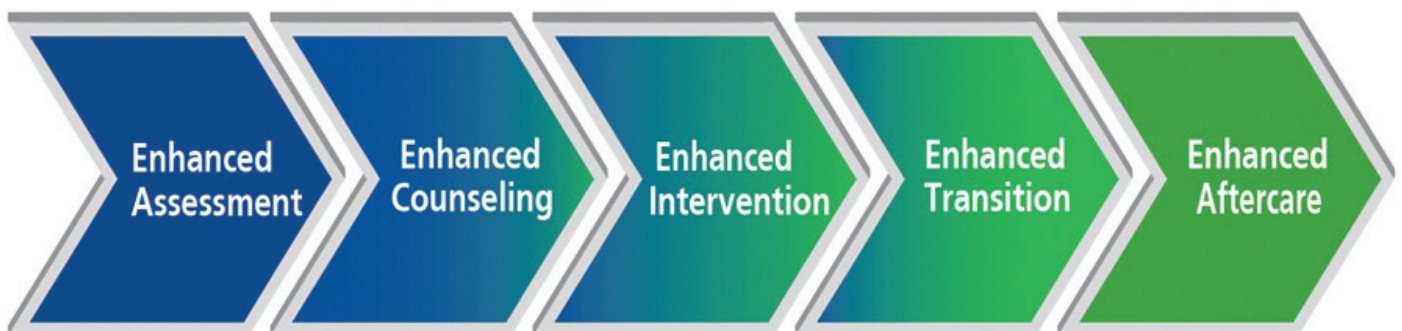 Enhanced
Assessment
Enhanced
Counseling
Enhanced
Intervention
Enhanced
Transition
Enhanced
Aftercare